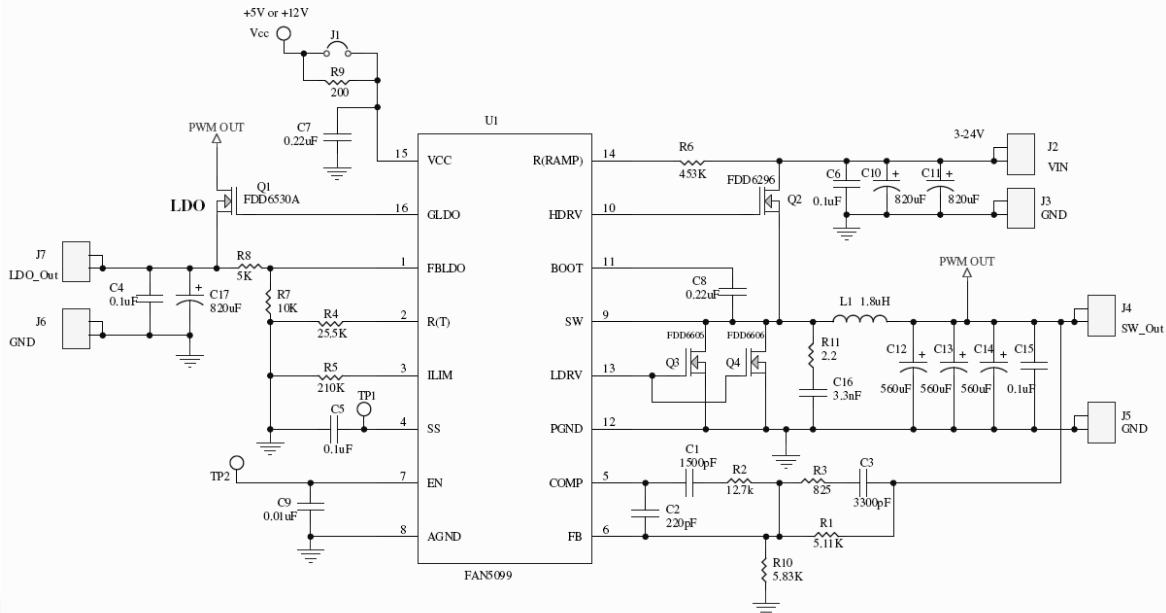 +5V or +12V
Vcc
J1
R9
200
U1
C7
0.22uF
PWM OUT
Q1
FDD6530A
LDO
J7
LDO_Out
C4
0.1uF
C17
820uF
+
R8
5K
R7
10K
J6
GND
R4
25.5K
R5
210K
C5
0.1uF
TP1
TP2
C9
0.01uF
15 VCC
16 GLDO
1 FBLDO
2 R(T)
3 ILIM
4 SS
7 EN
8 AGND
R(RAMP) 14
HDRV 10
BOOT 11
SW 9
LDRV 13
PGND 12
COMP 5
FB 6
FAN5099
R6
453K
3-24V
J2
VIN
FDD6296
Q2
C6
0.1uF
C10
+
820uF
C11
+
820uF
J3
GND
C8
0.22uF
PWM OUT
L1 1.8uH
J4
SW_Out
FDD6606
Q3
FDD6606
Q4
R11
2.2
C16
3.3nF
C12
+
560uF
C13
+
560uF
C14
+
560uF
C15
0.1uF
J5
GND
C1
1500pF
R2
12.7k
R3
825
C3
3300pF
C2
220pF
R1
5.11K
R10
5.83K